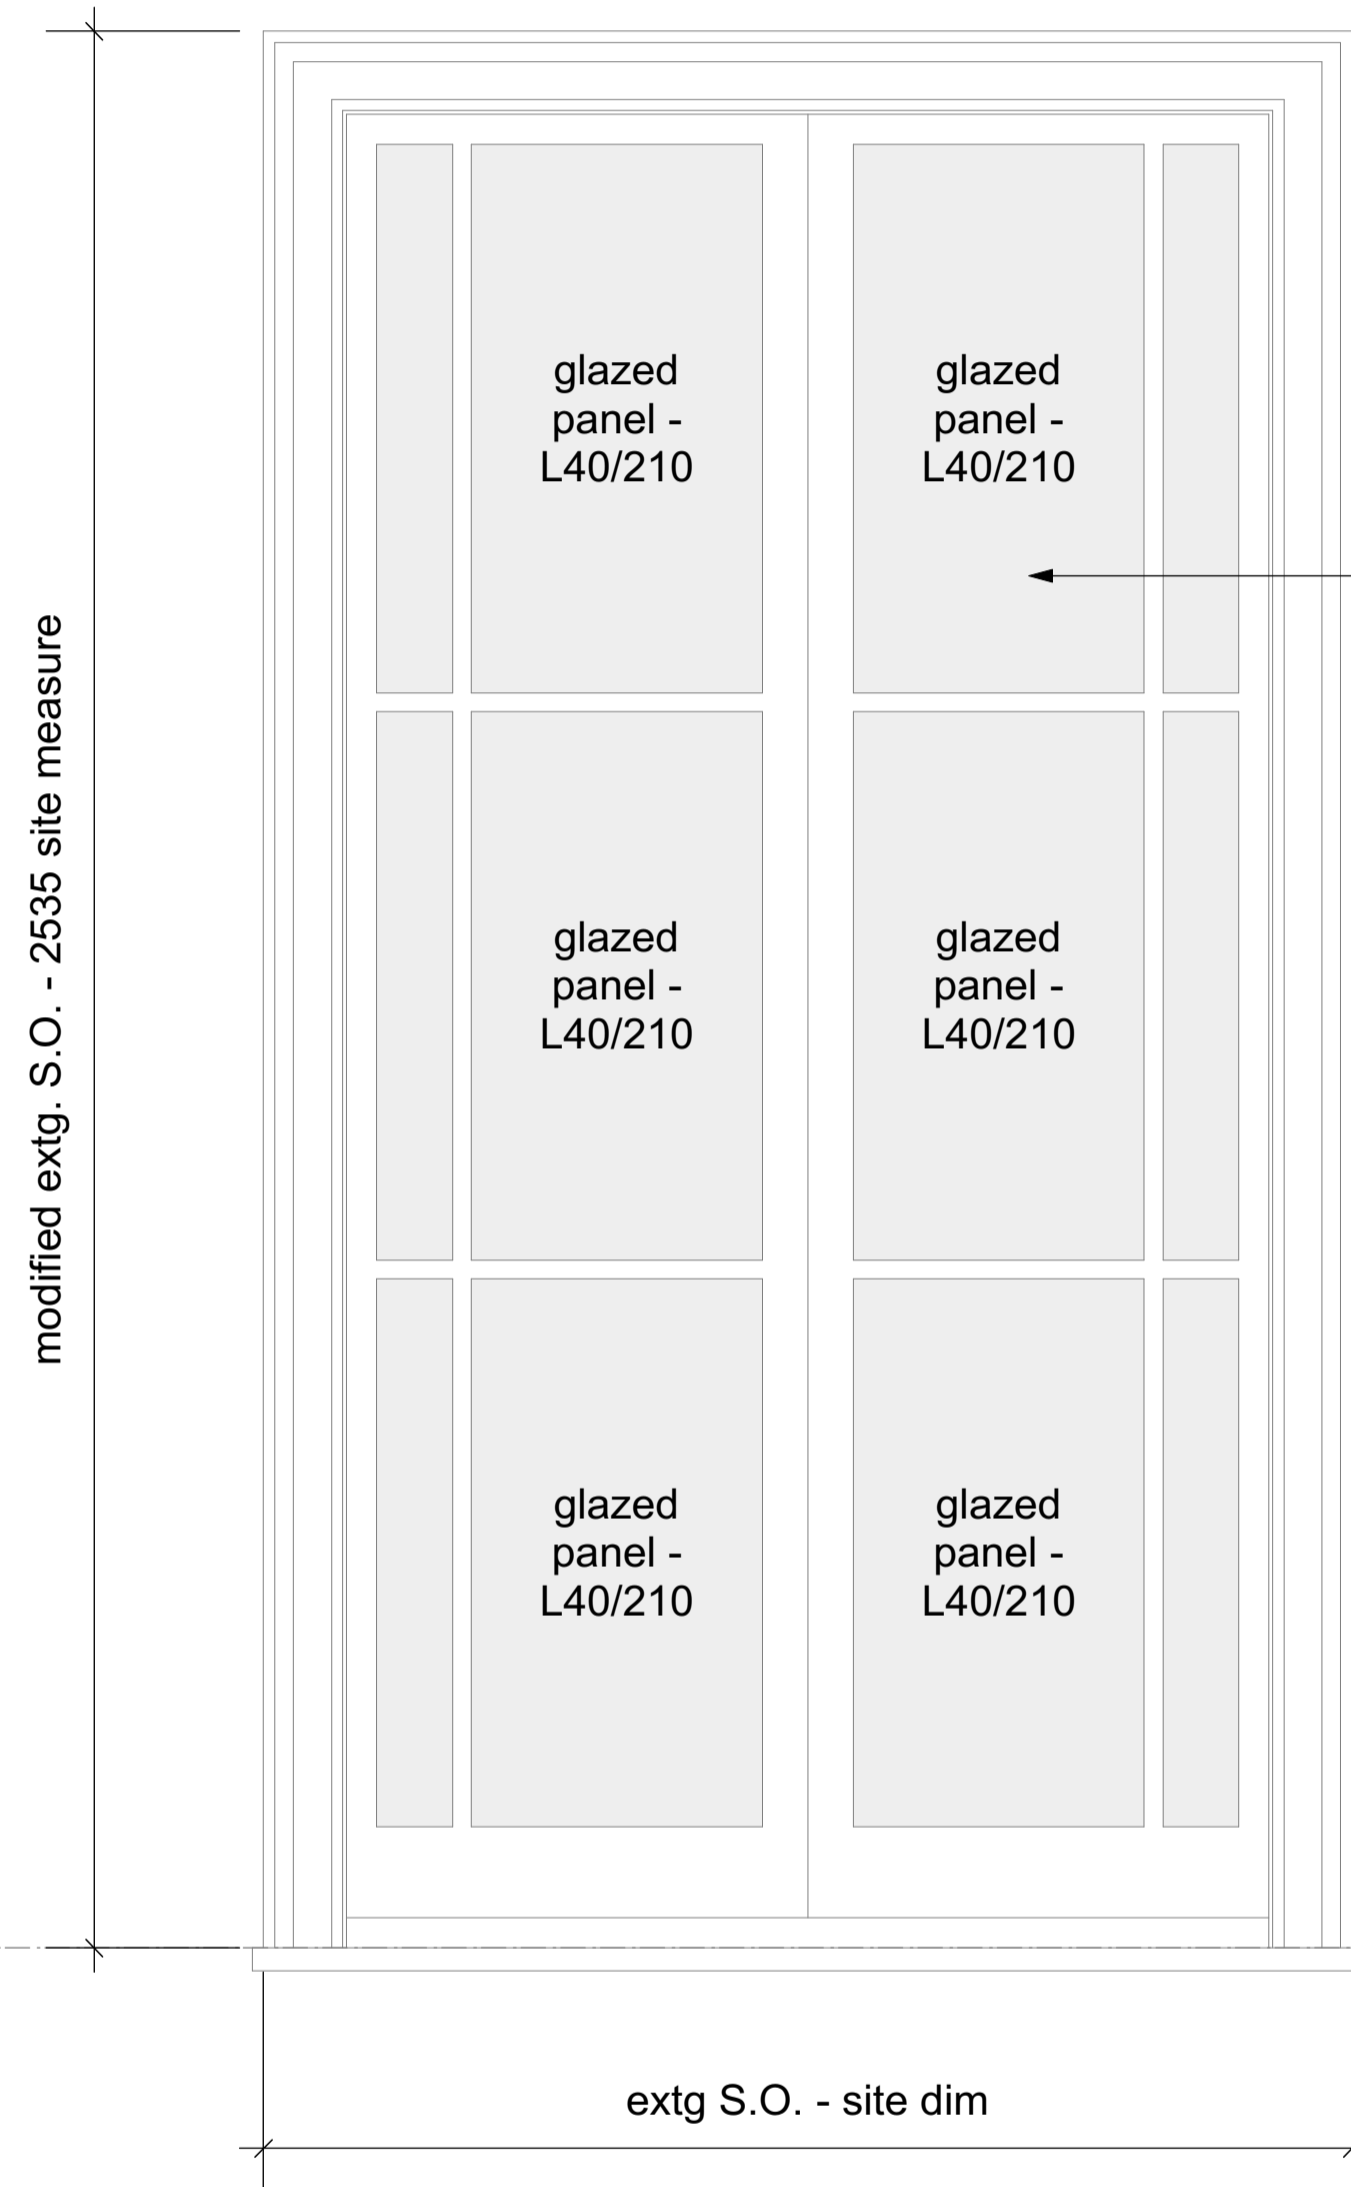 glazed
panel -
L40/210
glazed
panel -
L40/210
modified extg. S.O. - 2535 site measure
glazed
panel -
L40/210
glazed
panel -
L40/210
glazed
panel -
L40/210
glazed
panel -
L40/210
extg S.O. - site dim